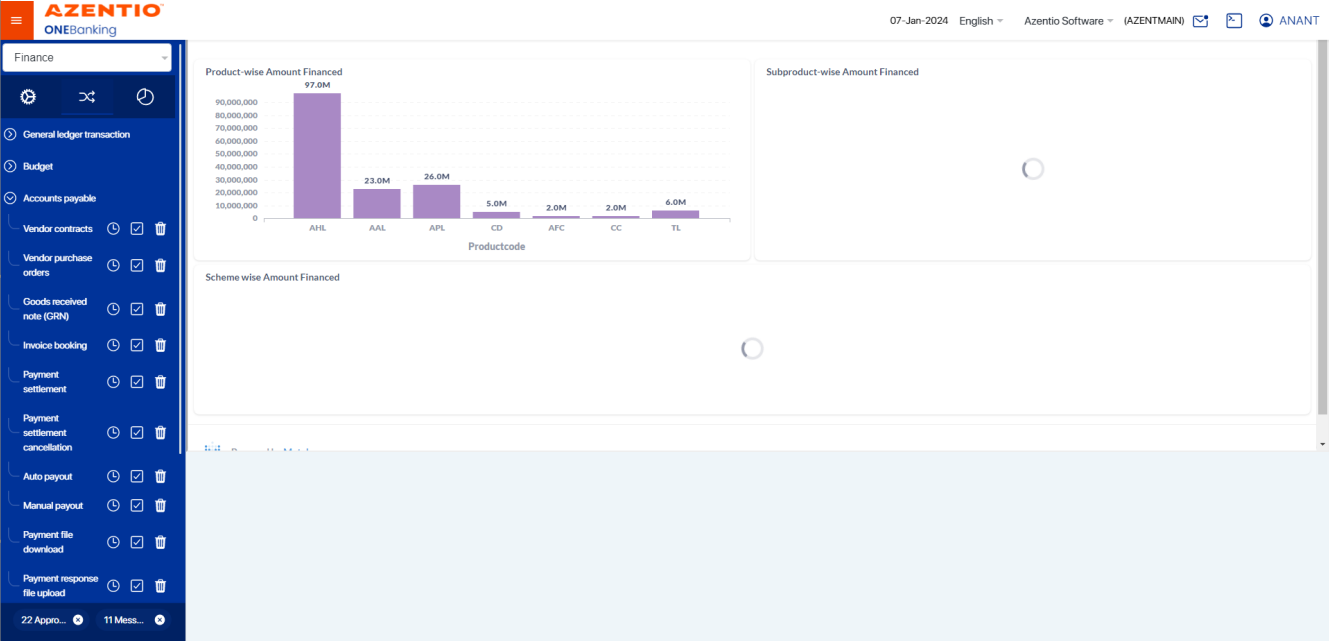 AZENTIO
ONEBanking
07-Jan-2024 English Azentio Software (AZENTMAIN) ANANT
Finance
General ledger transaction
Budget
Accounts payable
Vendor contracts
Vendor purchase
orders
Goods received
note (GRN)
Invoice booking
Payment
settlement
Payment
settlement
cancellation
Auto payout
Manual payout
Payment file
download
Payment response
file upload
22 Appro...
11 Mess...
Product-wise Amount Financed
97.0M
90,000,000
80,000,000
70,000,000
60,000,000
50,000,000
40,000,000
30,000,000
20,000,000
10,000,000
0
23.0M
26.0M
5.0M
2.0M
2.0M
6.0M
AHL AAL APL CD AFC CC TL
Productcode
Subproduct-wise Amount Financed
Scheme wise Amount Financed